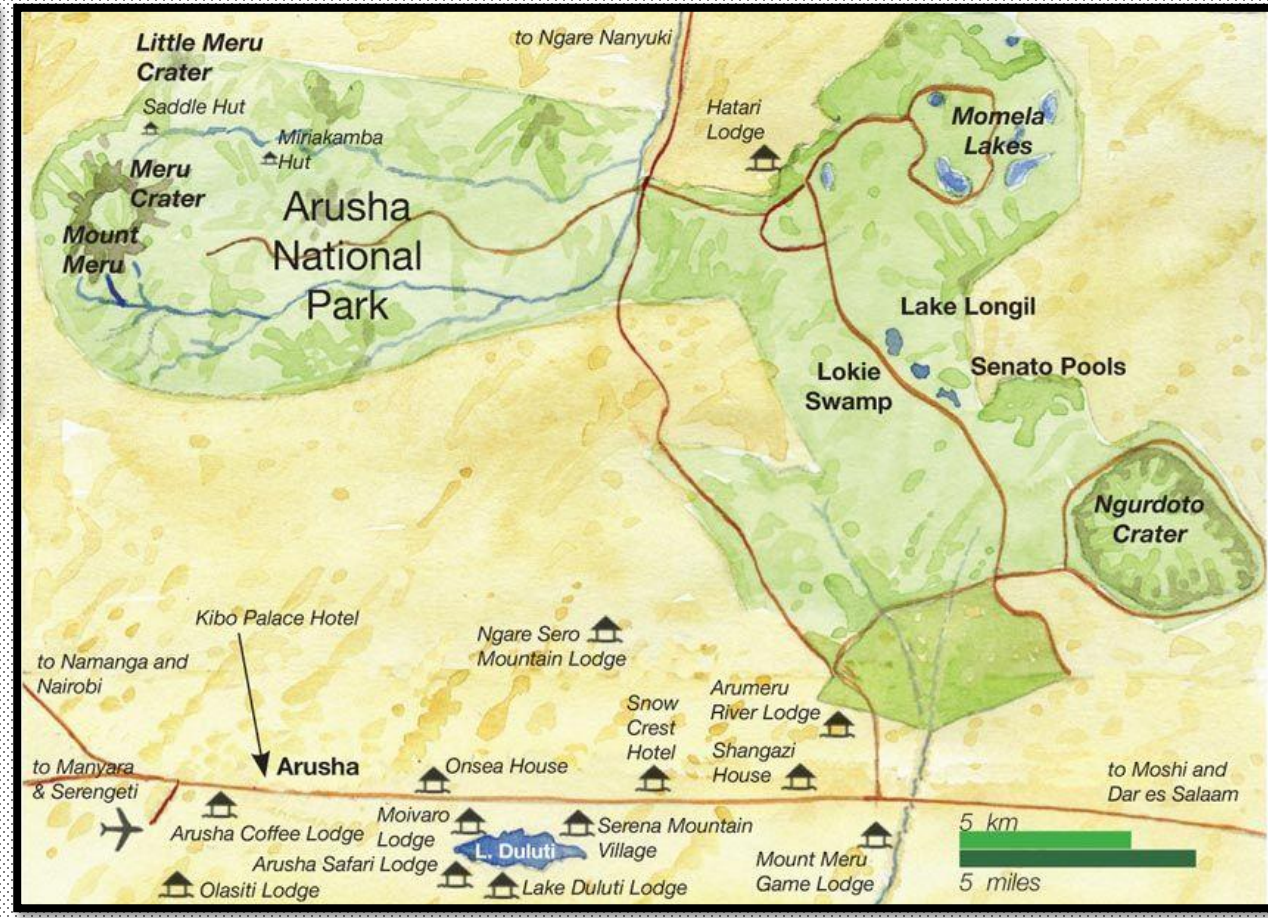 Little Meru
Crater
to Ngare Nanyuki
Saddle Hut
Miriakamba
Hut
Hatari
Lodge
Momela
Lakes
Meru
Crater
Arusha
National
Park
Mount
Meru
Lake Longil
Senato Pools
Lokie
Swamp
Ngurdoto
Crater
Kibo Palace Hotel
Ngare Sero
Mountain Lodge
to Namanga and
Nairobi
Snow
Crest
Hotel
Arumeru
River Lodge
Shangazi
House
to Manyara
& Serengeti
Arusha
Onsea House
to Moshi and
Dar es Salaam
Arusha Coffee Lodge
Moivaro
Lodge
Serena Mountain
Village
L. Duluti
Arusha Safari Lodge
Olasiti Lodge
Lake Duluti Lodge
Mount Meru
Game Lodge
5 km
5 miles